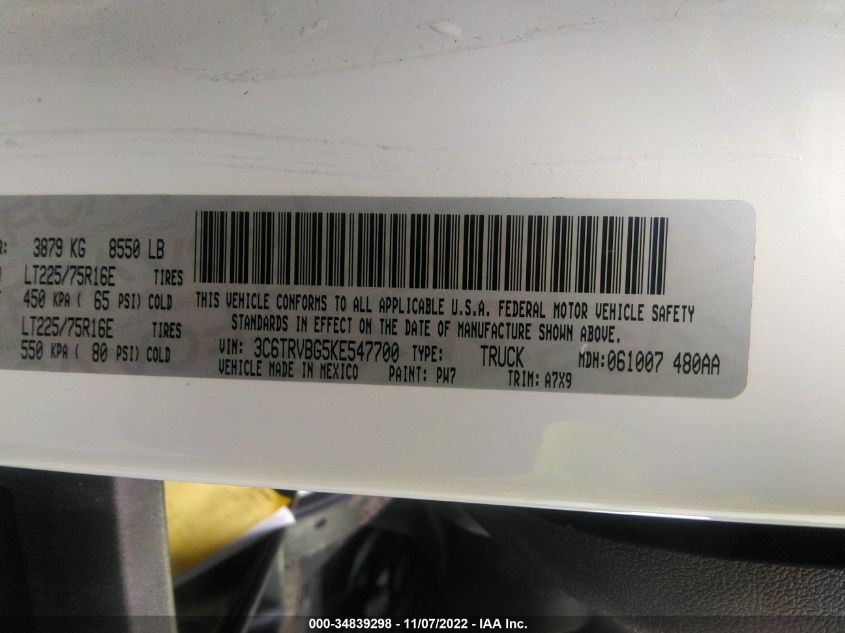 3879 KG 8550 LB
LT225/75R16E TIRES
450 KPA ( 65 PSI) COLD
LT225/75R16E TIRES
550 KPA ( 80 PSI) COLD
THIS VEHICLE CONFORMS TO ALL APPLICABLE U.S.A. FEDERAL MOTOR VEHICLE SAFETY
STANDARDS IN EFFECT ON THE DATE OF MANUFACTURE SHOWN ABOVE.
VIN: 3C6TRVBG5KE547700 TYPE: TRUCK MDH:061007 480AA
VEHICLE MADE IN MEXICO PAINT: PW7 TRIM: A7X9
000-34839298 - 11/07/2022 - IAA Inc.